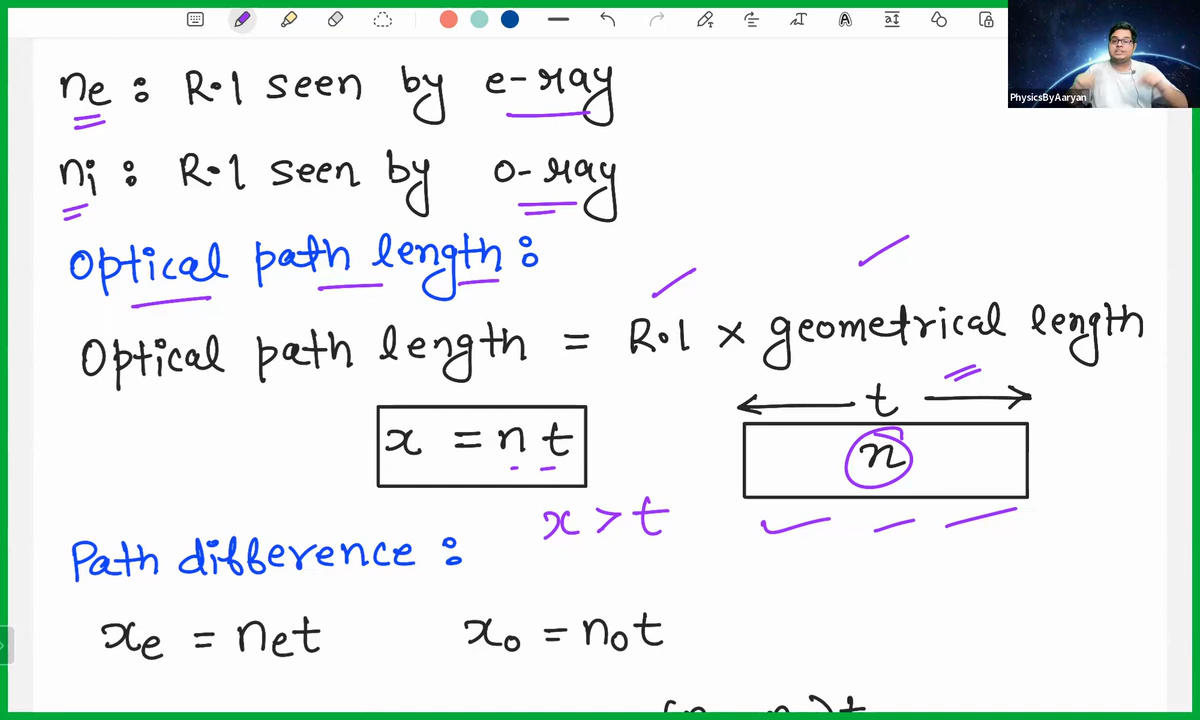 PhysicsByAaryan
ne : R.I seen by e-ray
ni : R.I seen by o-ray
Optical path length :
Optical path length = R.I × geometrical length
t
x = n t
n
x > t
Path difference :
xe = net
xo = not